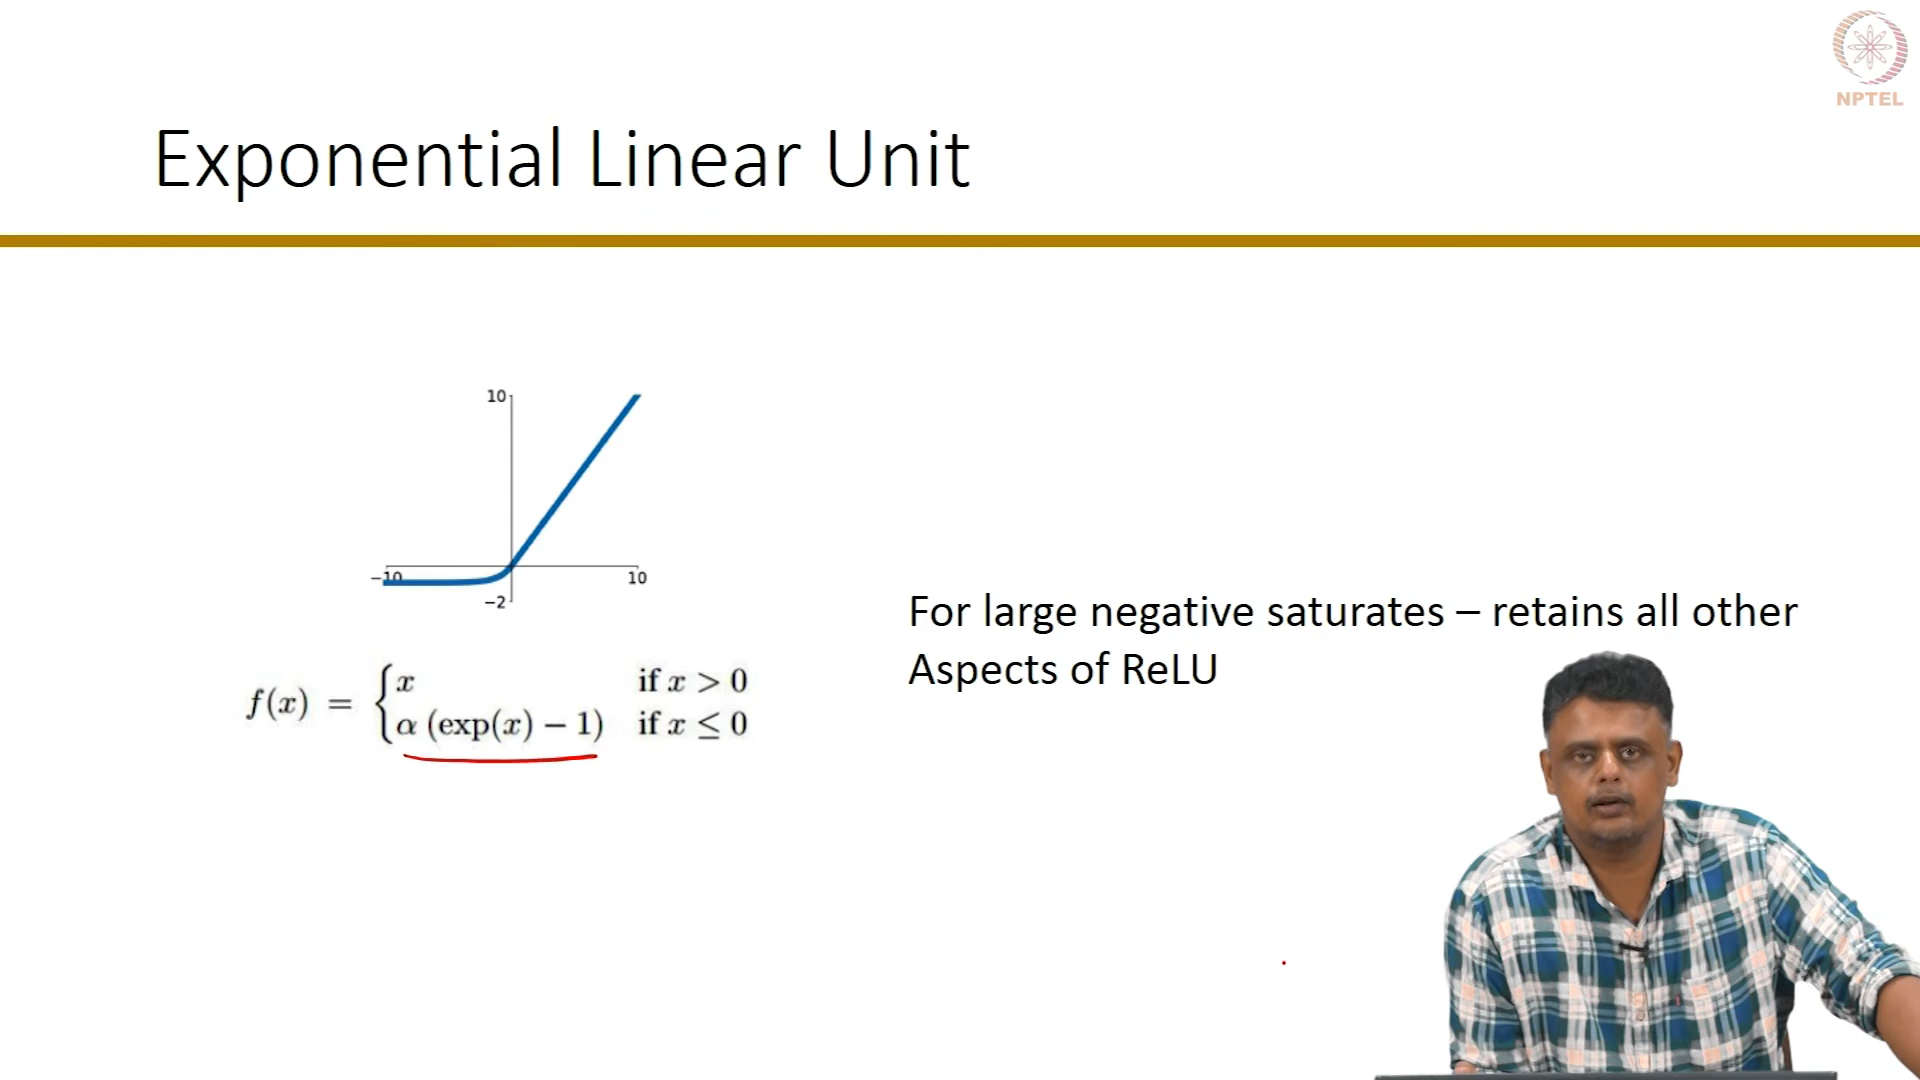 NPTEL
Exponential Linear Unit
10
−10
10
−2
For large negative saturates – retains all other
Aspects of ReLU
f(x) = { x if x > 0
α (exp(x) − 1) if x ≤ 0